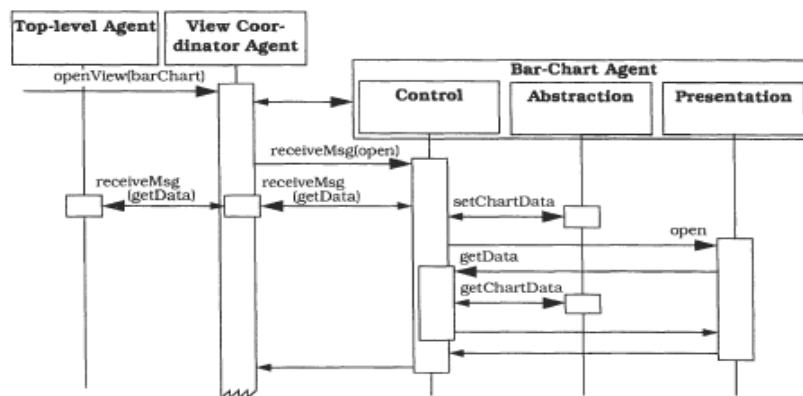 Top-level Agent
View Coor-
dinator Agent
openView(barChart)
Bar-Chart Agent
Control
Abstraction
Presentation
receiveMsg(open)
receiveMsg
(getData)
receiveMsg
(getData)
setChartData
open
getData
getChartData